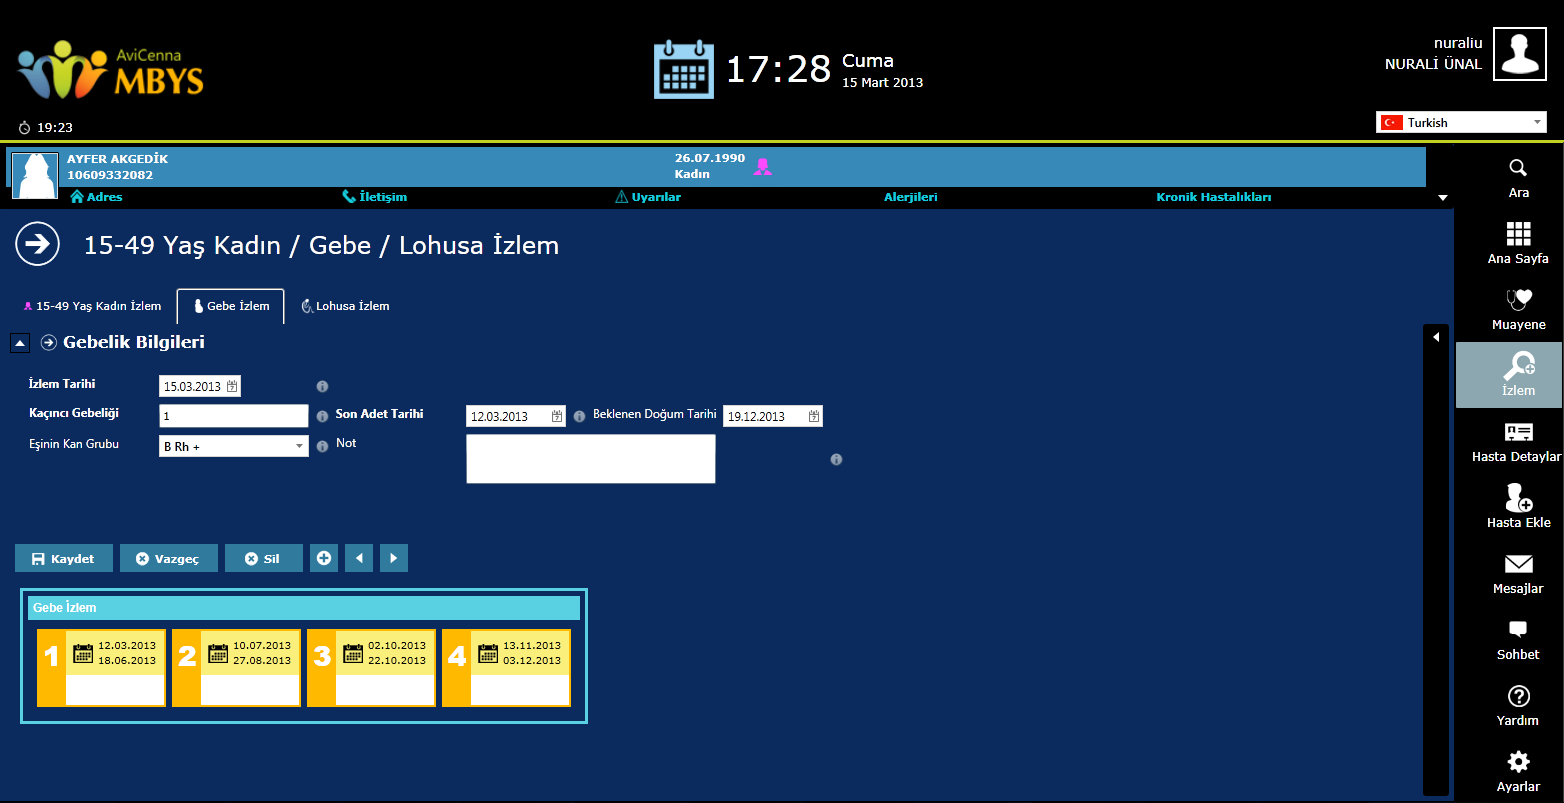 AviCenna
MBYS
17:28
Cuma
15 Mart 2013
nuraliu
NURALİ ÜNAL
19:23
Turkish
AYFER AKGEDİK
10609332082
26.07.1990
Kadın
Adres
İletişim
Uyarılar
Alerjileri
Kronik Hastalıkları
15-49 Yaş Kadın / Gebe / Lohusa İzlem
15-49 Yaş Kadın İzlem
Gebe İzlem
Lohusa İzlem
Gebelik Bilgileri
İzlem Tarihi
15.03.2013
Kaçıncı Gebeliği
1
Son Adet Tarihi
12.03.2013
Beklenen Doğum Tarihi
19.12.2013
Eşinin Kan Grubu
B Rh +
Not
Kaydet
Vazgeç
Sil
Gebe İzlem
1
12.03.2013
18.06.2013
2
10.07.2013
27.08.2013
3
02.10.2013
22.10.2013
4
13.11.2013
03.12.2013
Ara
Ana Sayfa
Muayene
İzlem
Hasta Detaylar
Hasta Ekle
Mesajlar
Sohbet
Yardım
Ayarlar